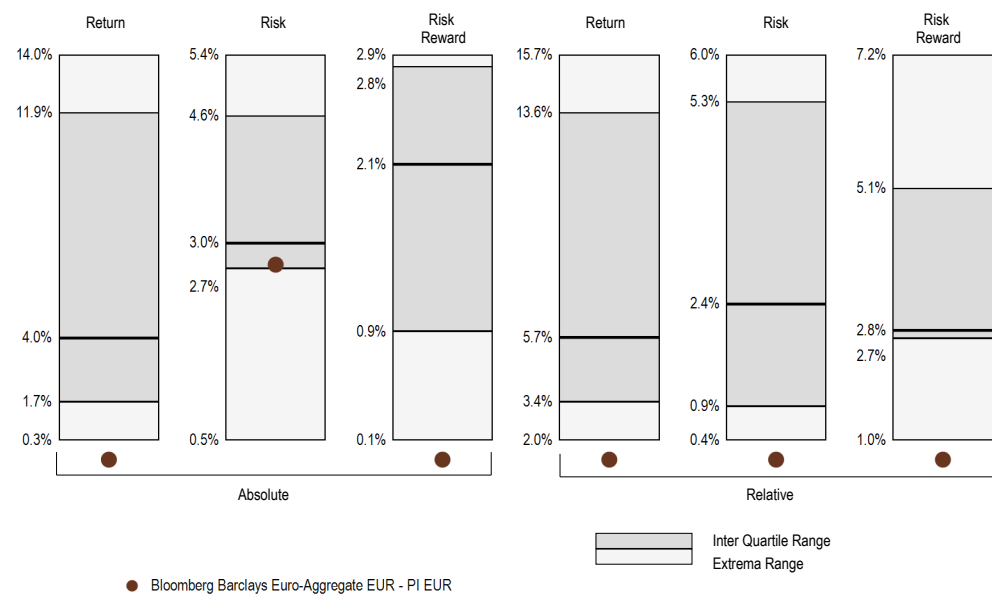 Return
Risk
Risk
Reward
Return
Risk
Risk
Reward
14.0%
11.9%
4.0%
1.7%
0.3%
5.4%
4.6%
3.0%
2.7%
0.5%
2.9%
2.8%
2.1%
0.9%
0.1%
15.7%
13.6%
5.7%
3.4%
2.0%
6.0%
5.3%
2.4%
0.9%
0.4%
7.2%
5.1%
2.8%
2.7%
1.0%
Absolute
Relative
Inter Quartile Range
Extrema Range
Bloomberg Barclays Euro-Aggregate EUR - PI EUR